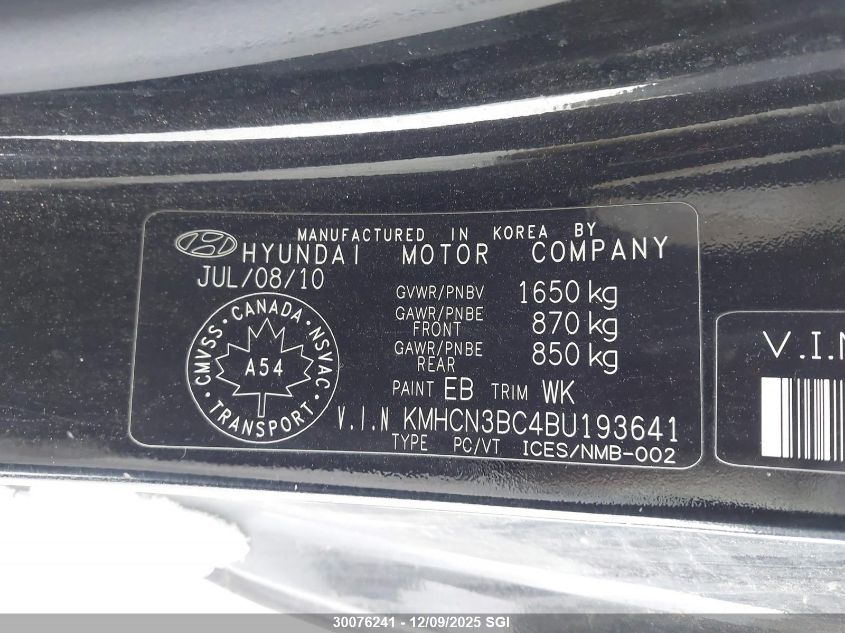 MANUFACTURED IN KOREA BY
HYUNDAI MOTOR COMPANY
JUL/08/10
GVWR/PNBV 1650 kg
GAWR/PNBE FRONT 870 kg
GAWR/PNBE REAR 850 kg
CMVSS · CANADA · NSVAC · TRANSPORT ·
A54
PAINT EB TRIM WK
V.I.N KMHCN3BC4BU193641
TYPE PC/VT ICES/NMB-002
V.I.N
30076241 - 12/09/2025 SGI